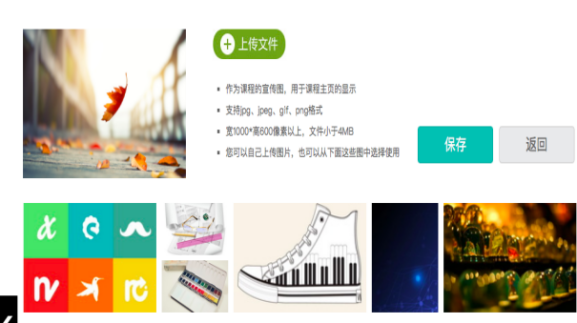 上传文件
作为课程的宣传图，用于课程主页的显示
支持jpg、jpeg、gif、png格式
宽1000*高600像素以上，文件小于4MB
您可以自己上传图片，也可以从下面这些图中选择使用
保存
返回